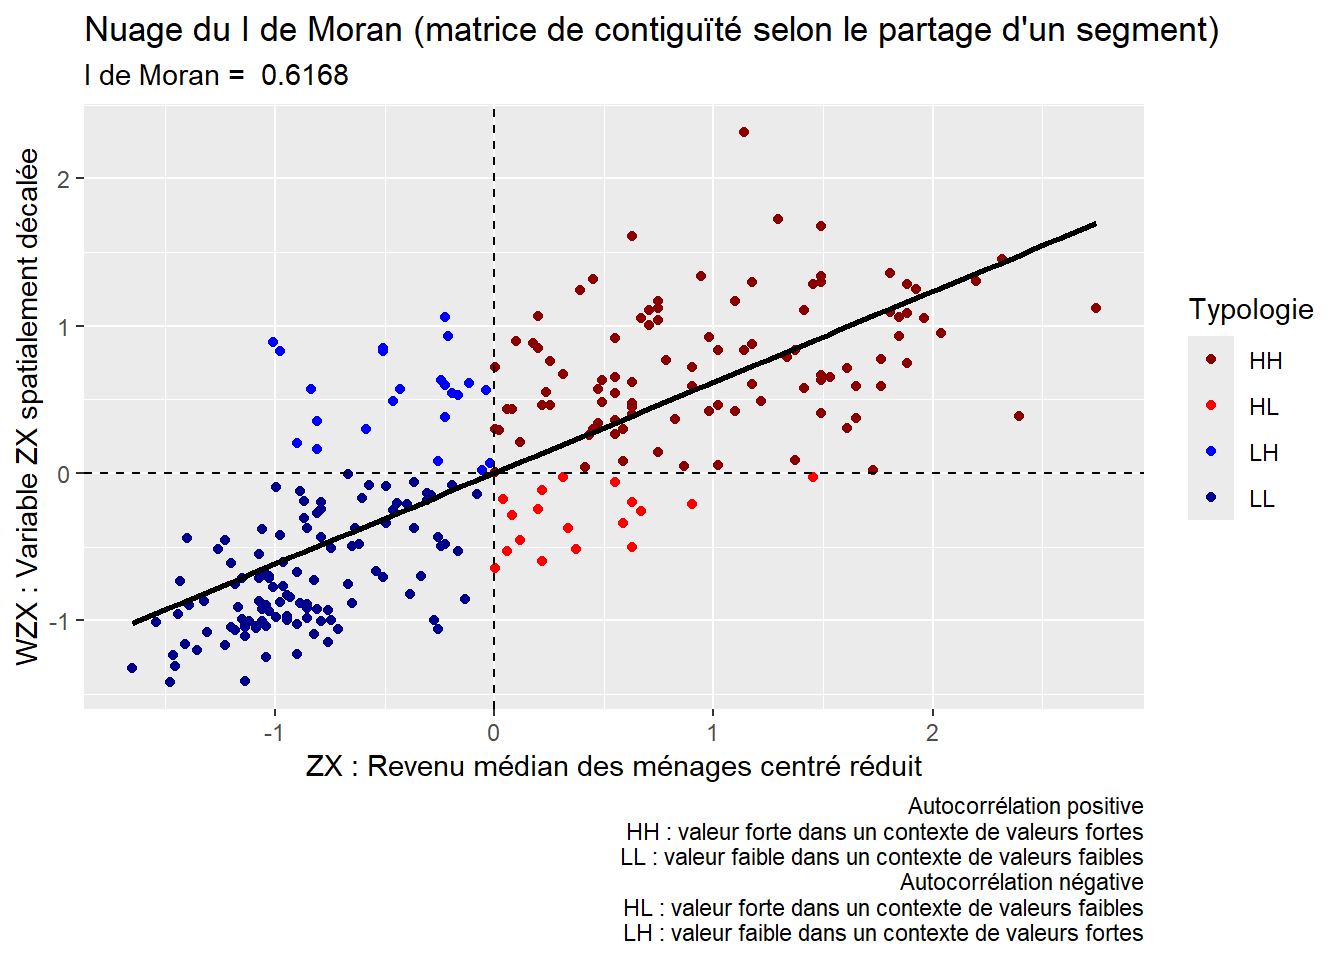 Nuage du I de Moran (matrice de contiguïté selon le partage d'un segment)
I de Moran =  0.6168
WZX : Variable ZX spatialement décalée
2
1
0
-1
-1
0
1
2
ZX : Revenu médian des ménages centré réduit
Typologie
HH
HL
LH
LL
Autocorrélation positive
HH : valeur forte dans un contexte de valeurs fortes
LL : valeur faible dans un contexte de valeurs faibles
Autocorrélation négative
HL : valeur forte dans un contexte de valeurs faibles
LH : valeur faible dans un contexte de valeurs fortes